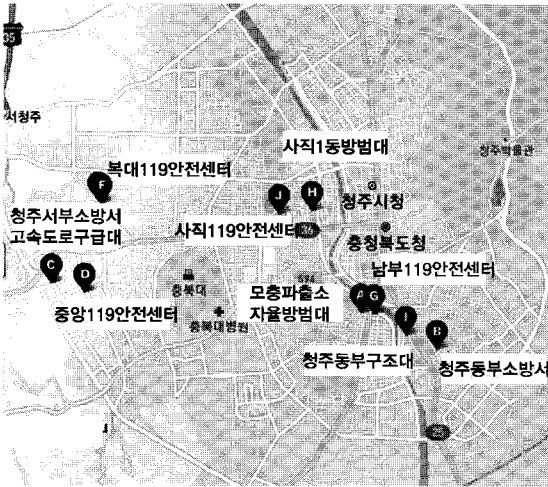 35
서청주
사직1동방범대
청주박물관
복대119안전센터
F
J
H
청주시청
청주서부소방서
고속도로구급대
사직119안전센터
36
충청북도청
남부119안전센터
C
D
충북대
594
모충파출소
자율방범대
A
G
중앙119안전센터
충북대병원
I
B
청주동부구조대
청주동부소방서
25